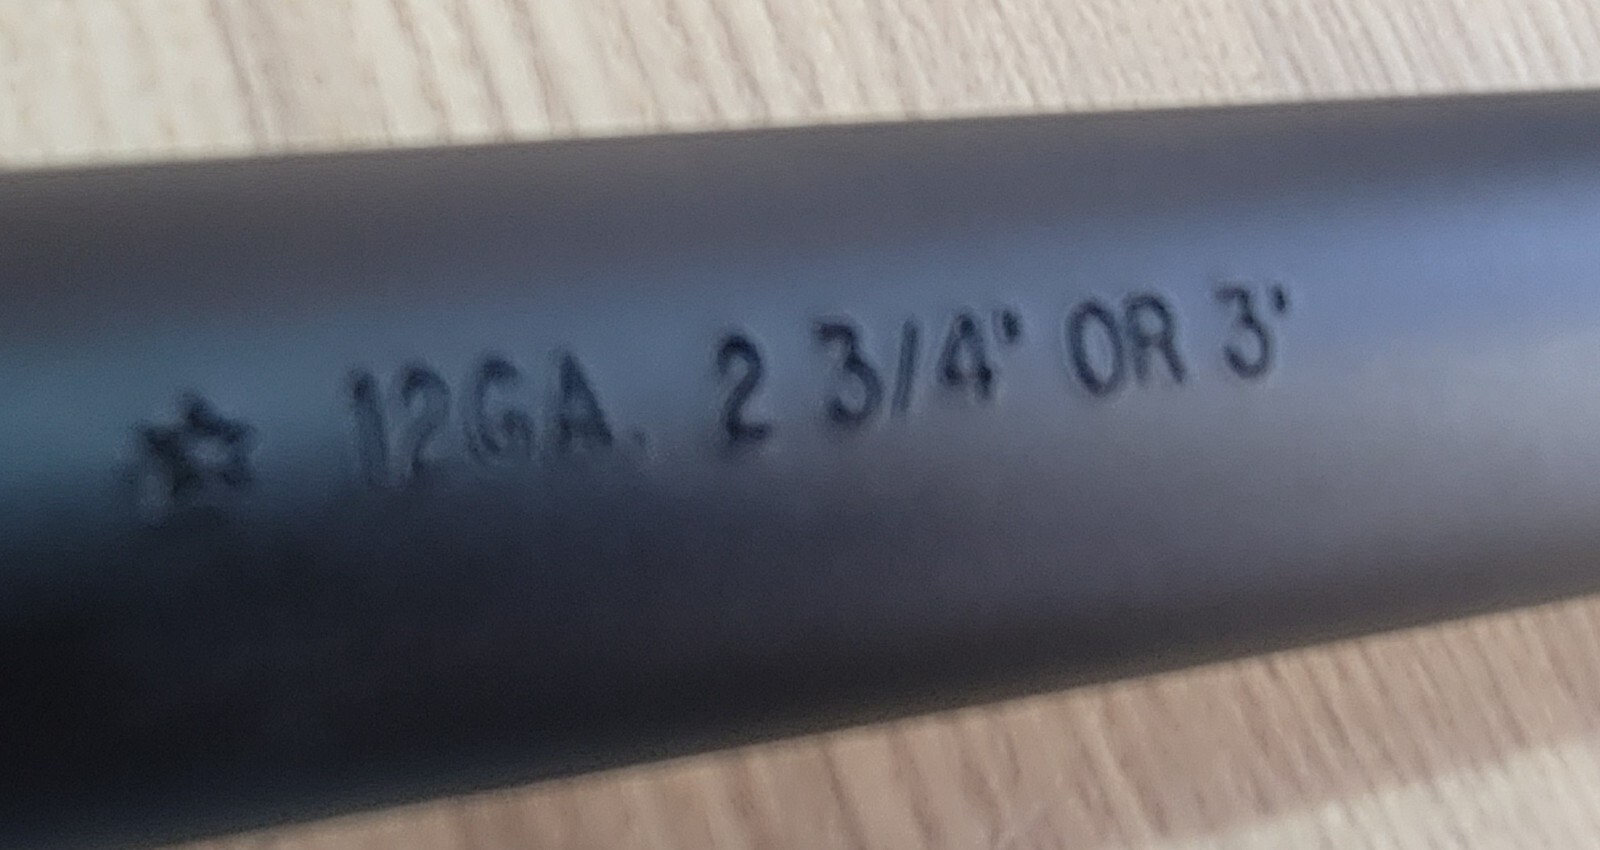 ☆ 12GA. 2 3/4" OR 3"